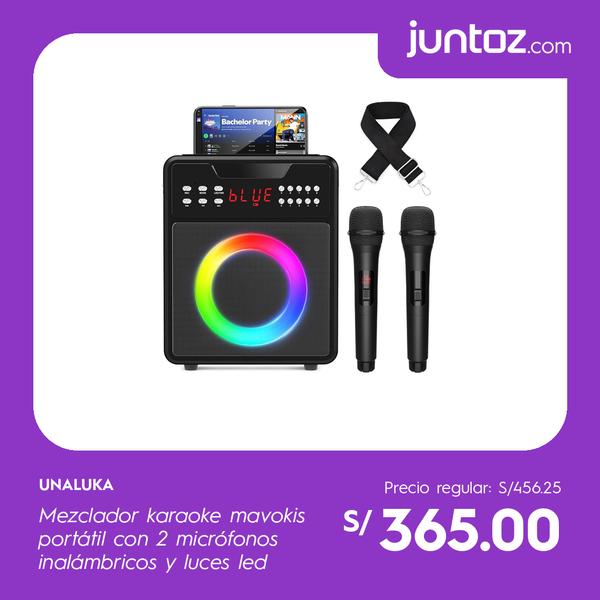 juntoz.com
Bachelor Party
bLUE
UNALUKA
Mezclador karaoke mavokis
portátil con 2 micrófonos
inalámbricos y luces led
Precio regular: S/456.25
S/ 365.00